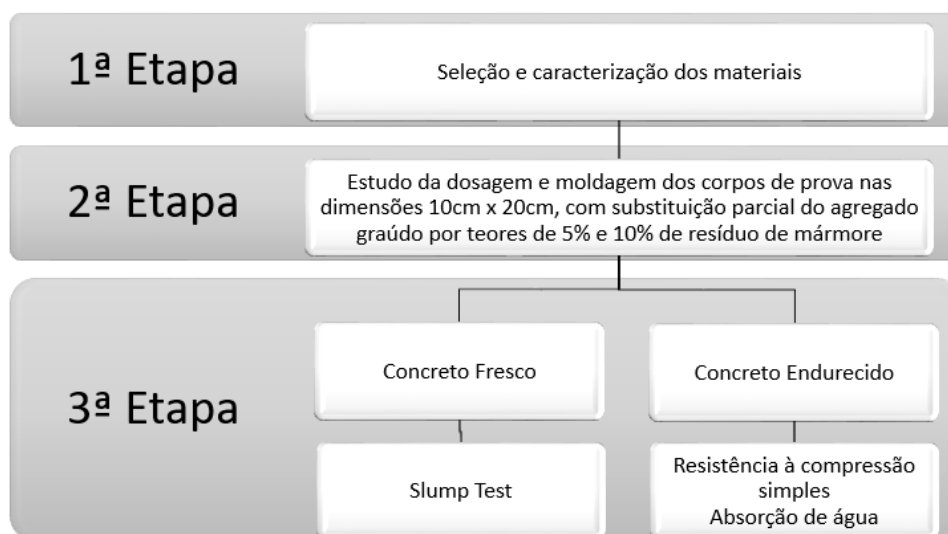 1ª Etapa
Seleção e caracterização dos materiais
2ª Etapa
Estudo da dosagem e moldagem dos corpos de prova nas
dimensões 10cm x 20cm, com substituição parcial do agregado
graúdo por teores de 5% e 10% de resíduo de mármore
3ª Etapa
Concreto Fresco
Concreto Endurecido
Slump Test
Resistência à compressão
simples
Absorção de água